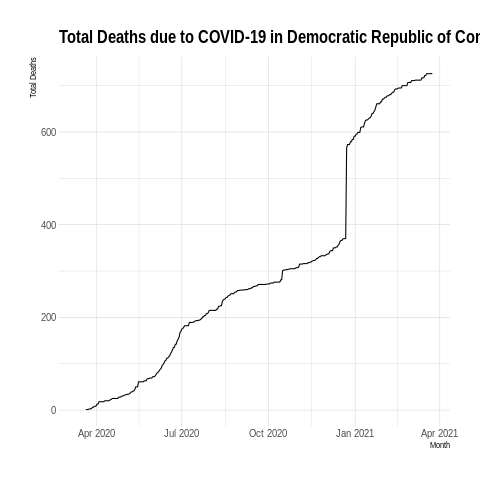 Total Deaths due to COVID-19 in Democratic Republic of Co
Total Deaths
600
400
200
0
Apr 2020
Jul 2020
Oct 2020
Jan 2021
Apr 2021
Month